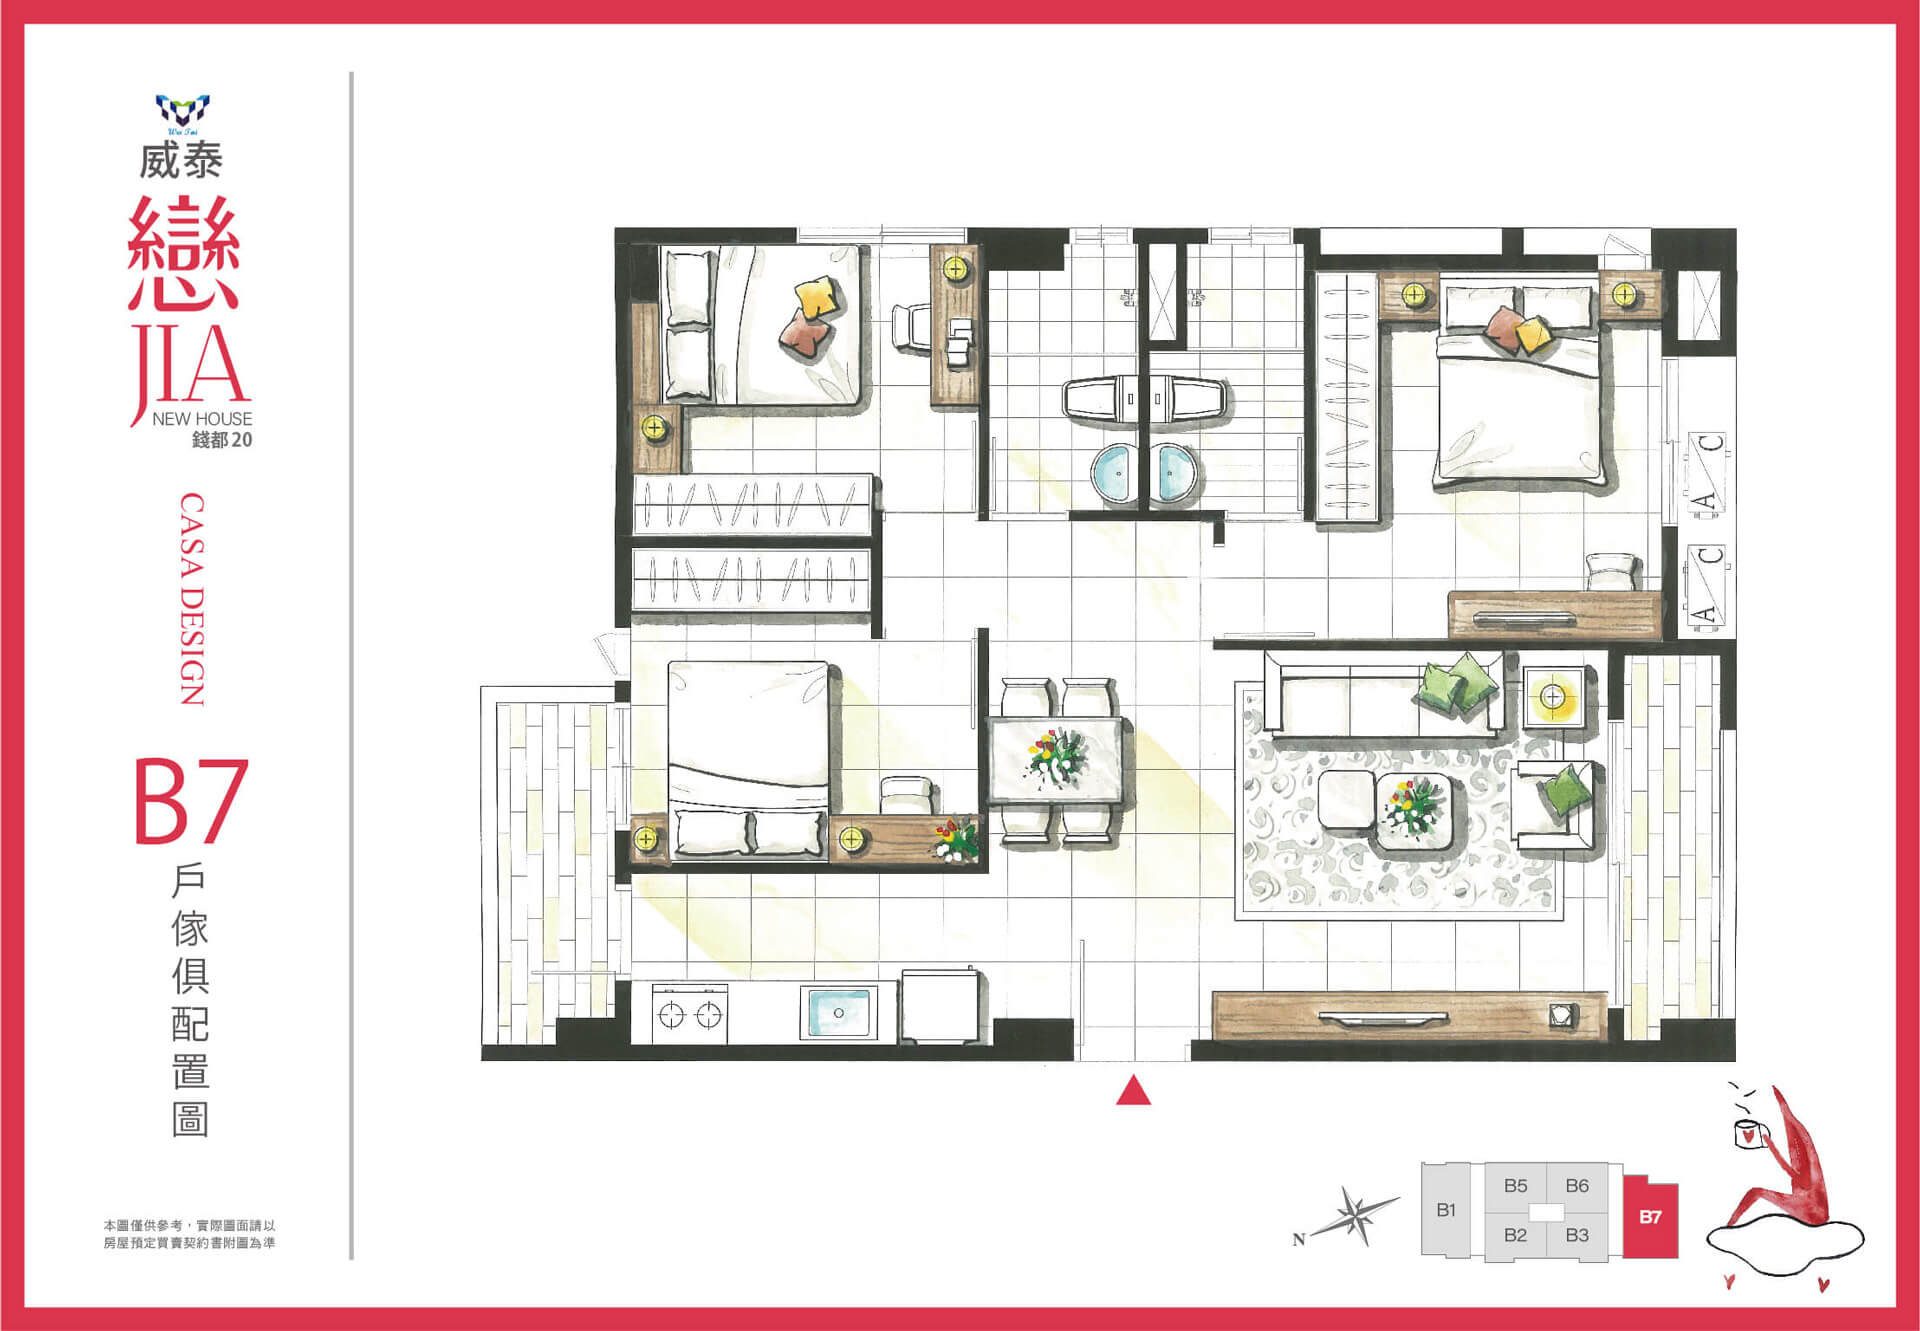 Wei Tai
威泰
戀
JIA
NEW HOUSE
錢都20
CASA DESIGN
B7
戶傢俱配置圖
本圖僅供參考，實際圖面請以
房屋預定買賣契約書附圖為準
A C
A C
N
B1
B5
B6
B2
B3
B7